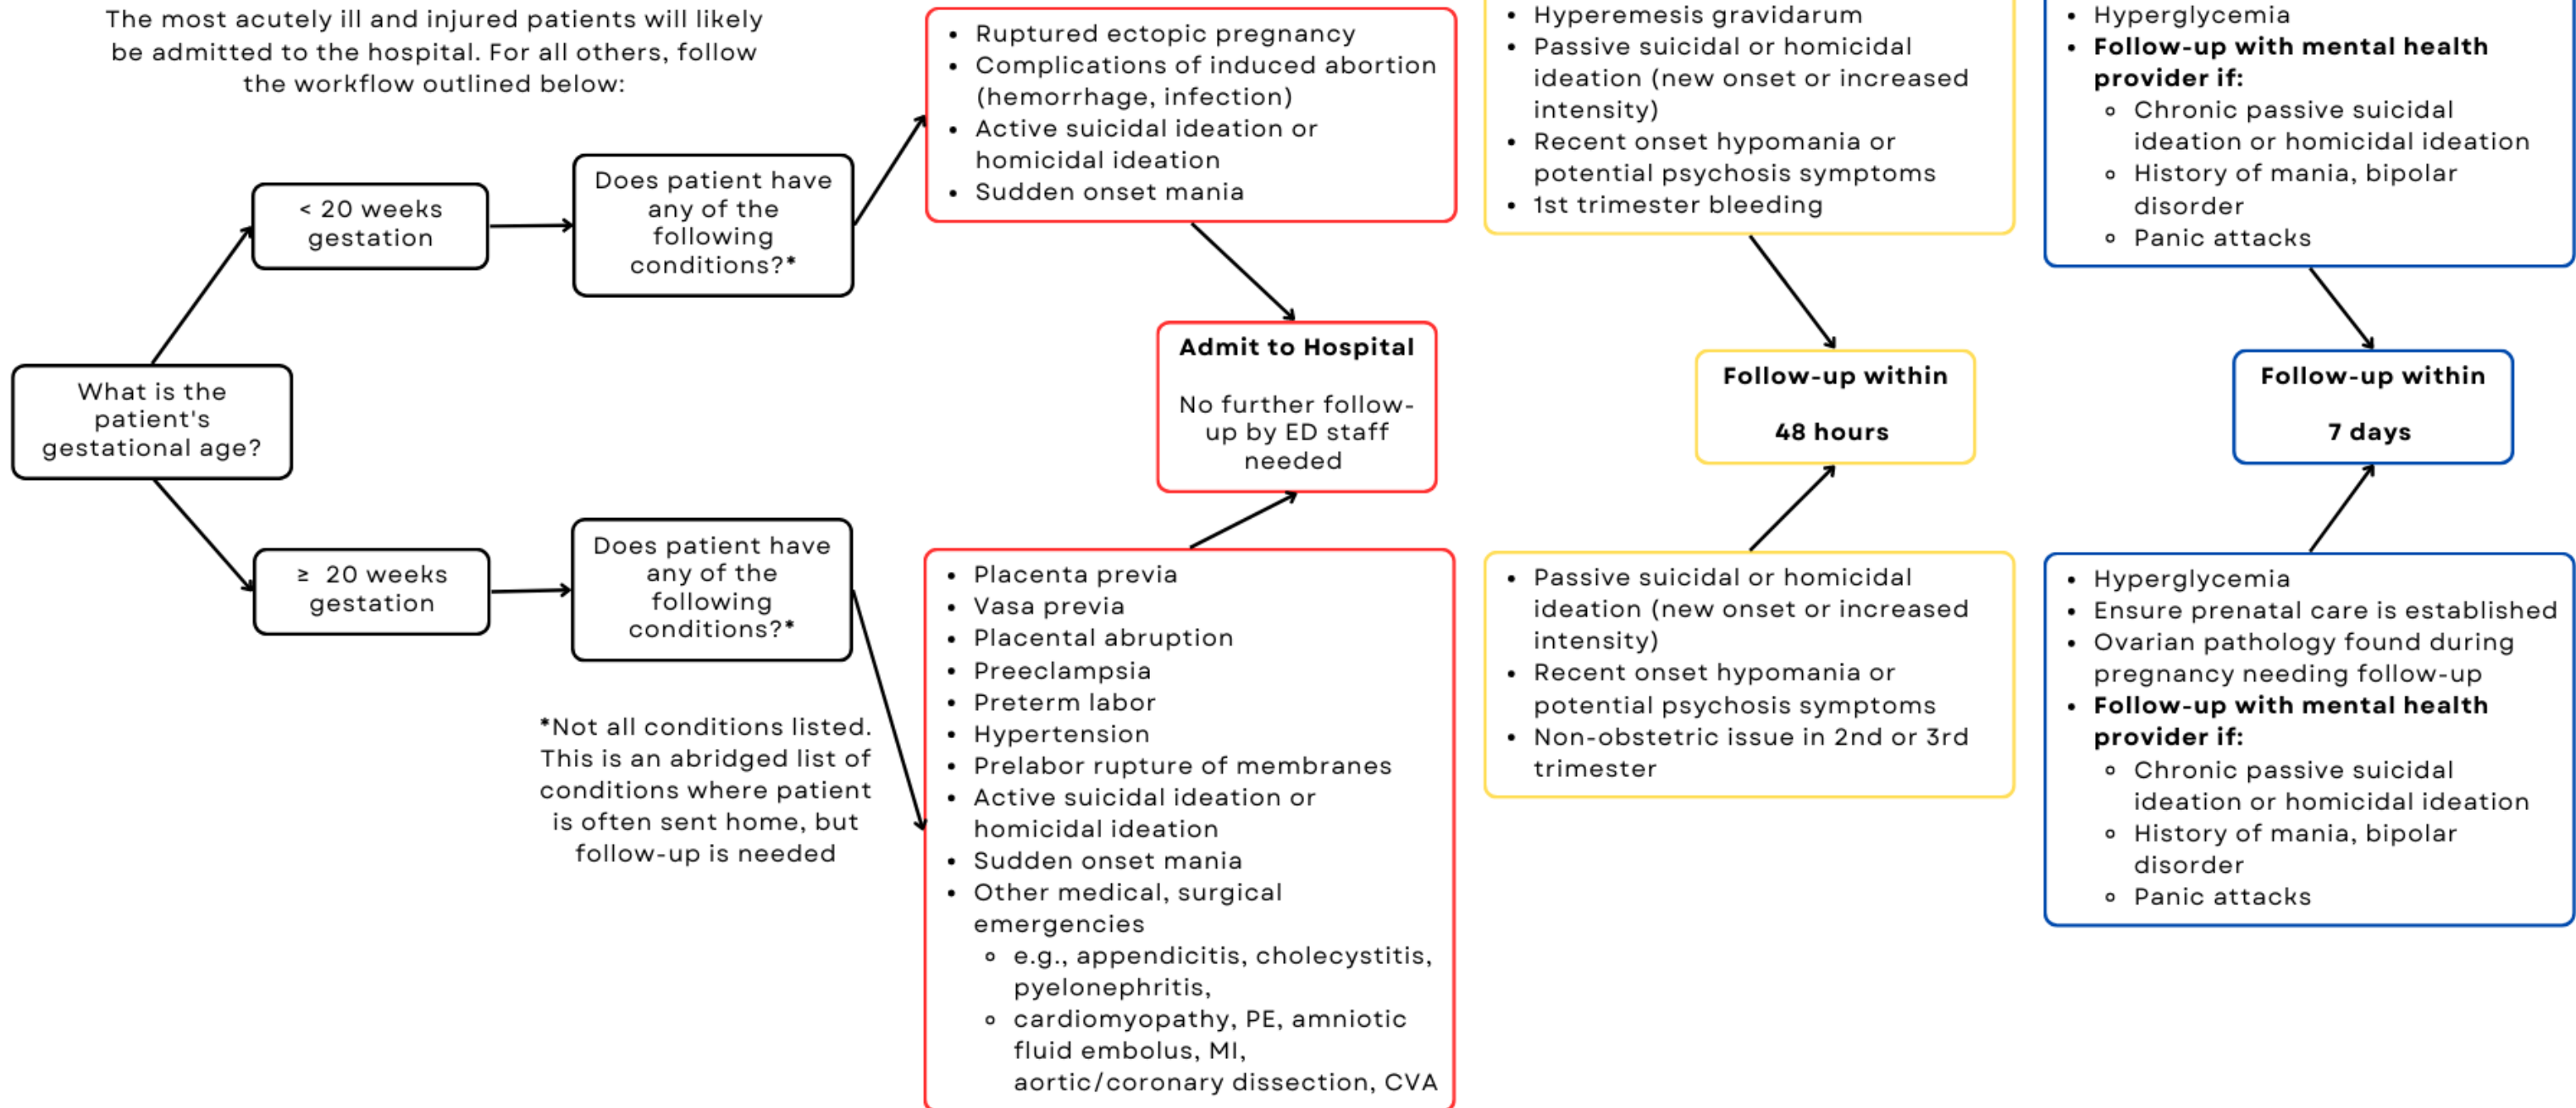 The most acutely ill and injured patients will likely
be admitted to the hospital. For all others, follow
the workflow outlined below:
What is the
patient's
gestational age?
< 20 weeks
gestation
Does patient have
any of the
following
conditions?*
• Ruptured ectopic pregnancy
• Complications of induced abortion
(hemorrhage, infection)
• Active suicidal ideation or
homicidal ideation
• Sudden onset mania
• Hyperemesis gravidarum
• Passive suicidal or homicidal
ideation (new onset or increased
intensity)
• Recent onset hypomania or
potential psychosis symptoms
• 1st trimester bleeding
• Hyperglycemia
• Follow-up with mental health
provider if:
◦ Chronic passive suicidal
ideation or homicidal ideation
◦ History of mania, bipolar
disorder
◦ Panic attacks
Admit to Hospital
No further follow-
up by ED staff
needed
Follow-up within
48 hours
Follow-up within
7 days
≥ 20 weeks
gestation
Does patient have
any of the
following
conditions?*
*Not all conditions listed.
This is an abridged list of
conditions where patient
is often sent home, but
follow-up is needed
• Placenta previa
• Vasa previa
• Placental abruption
• Preeclampsia
• Preterm labor
• Hypertension
• Prelabor rupture of membranes
• Active suicidal ideation or
homicidal ideation
• Sudden onset mania
• Other medical, surgical
emergencies
◦ e.g., appendicitis, cholecystitis,
pyelonephritis,
◦ cardiomyopathy, PE, amniotic
fluid embolus, MI,
aortic/coronary dissection, CVA
• Passive suicidal or homicidal
ideation (new onset or increased
intensity)
• Recent onset hypomania or
potential psychosis symptoms
• Non-obstetric issue in 2nd or 3rd
trimester
• Hyperglycemia
• Ensure prenatal care is established
• Ovarian pathology found during
pregnancy needing follow-up
• Follow-up with mental health
provider if:
◦ Chronic passive suicidal
ideation or homicidal ideation
◦ History of mania, bipolar
disorder
◦ Panic attacks